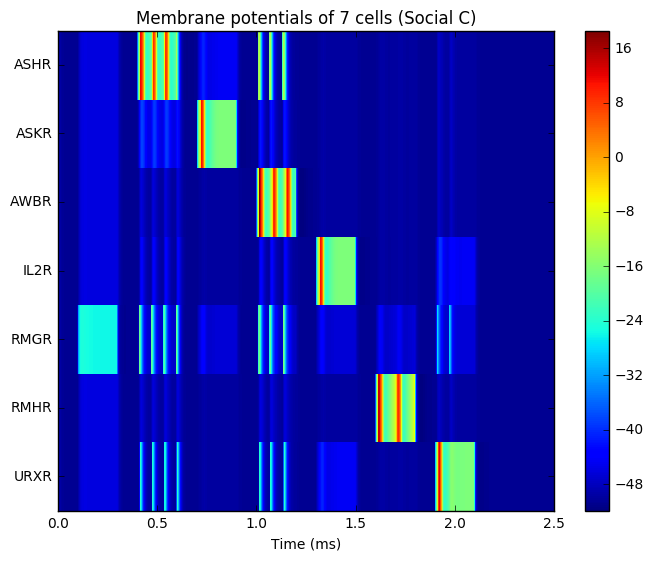 Membrane potentials of 7 cells (Social C)
ASHR
ASKR
AWBR
IL2R
RMGR
RMHR
URXR
0.0 0.5 1.0 1.5 2.0 2.5
Time (ms)
16
8
0
−8
−16
−24
−32
−40
−48